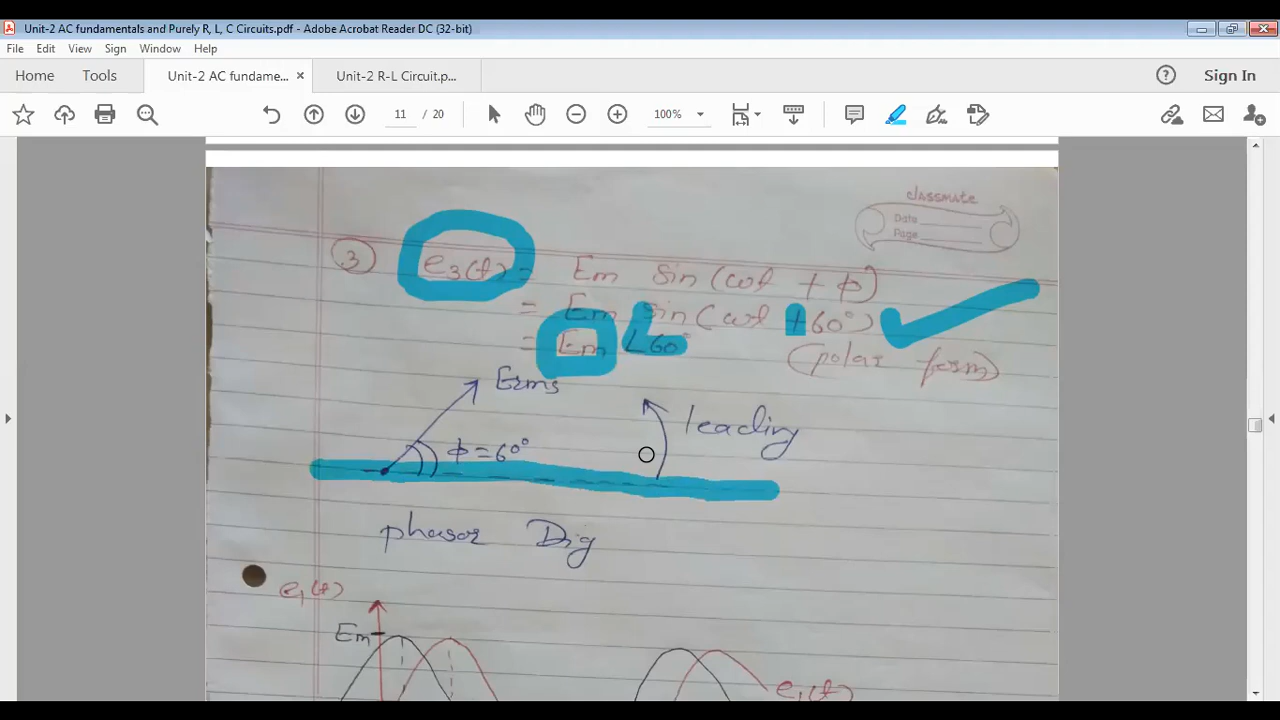 Unit-2 AC fundamentals and Purely R, L, C Circuits.pdf - Adobe Acrobat Reader DC (32-bit)
File Edit View Sign Window Help
Home Tools Unit-2 AC fundame... × Unit-2 R-L Circuit.p... Sign In
11 / 20 100%
classmate
Date
Page
3 e3(t) = Em sin(ωt + φ)
= Em sin(ωt +60°)
= Em ∠60° (polar form)
Erms
φ=60° leading
phasor Dig
e1(t)
Em
e1(t)